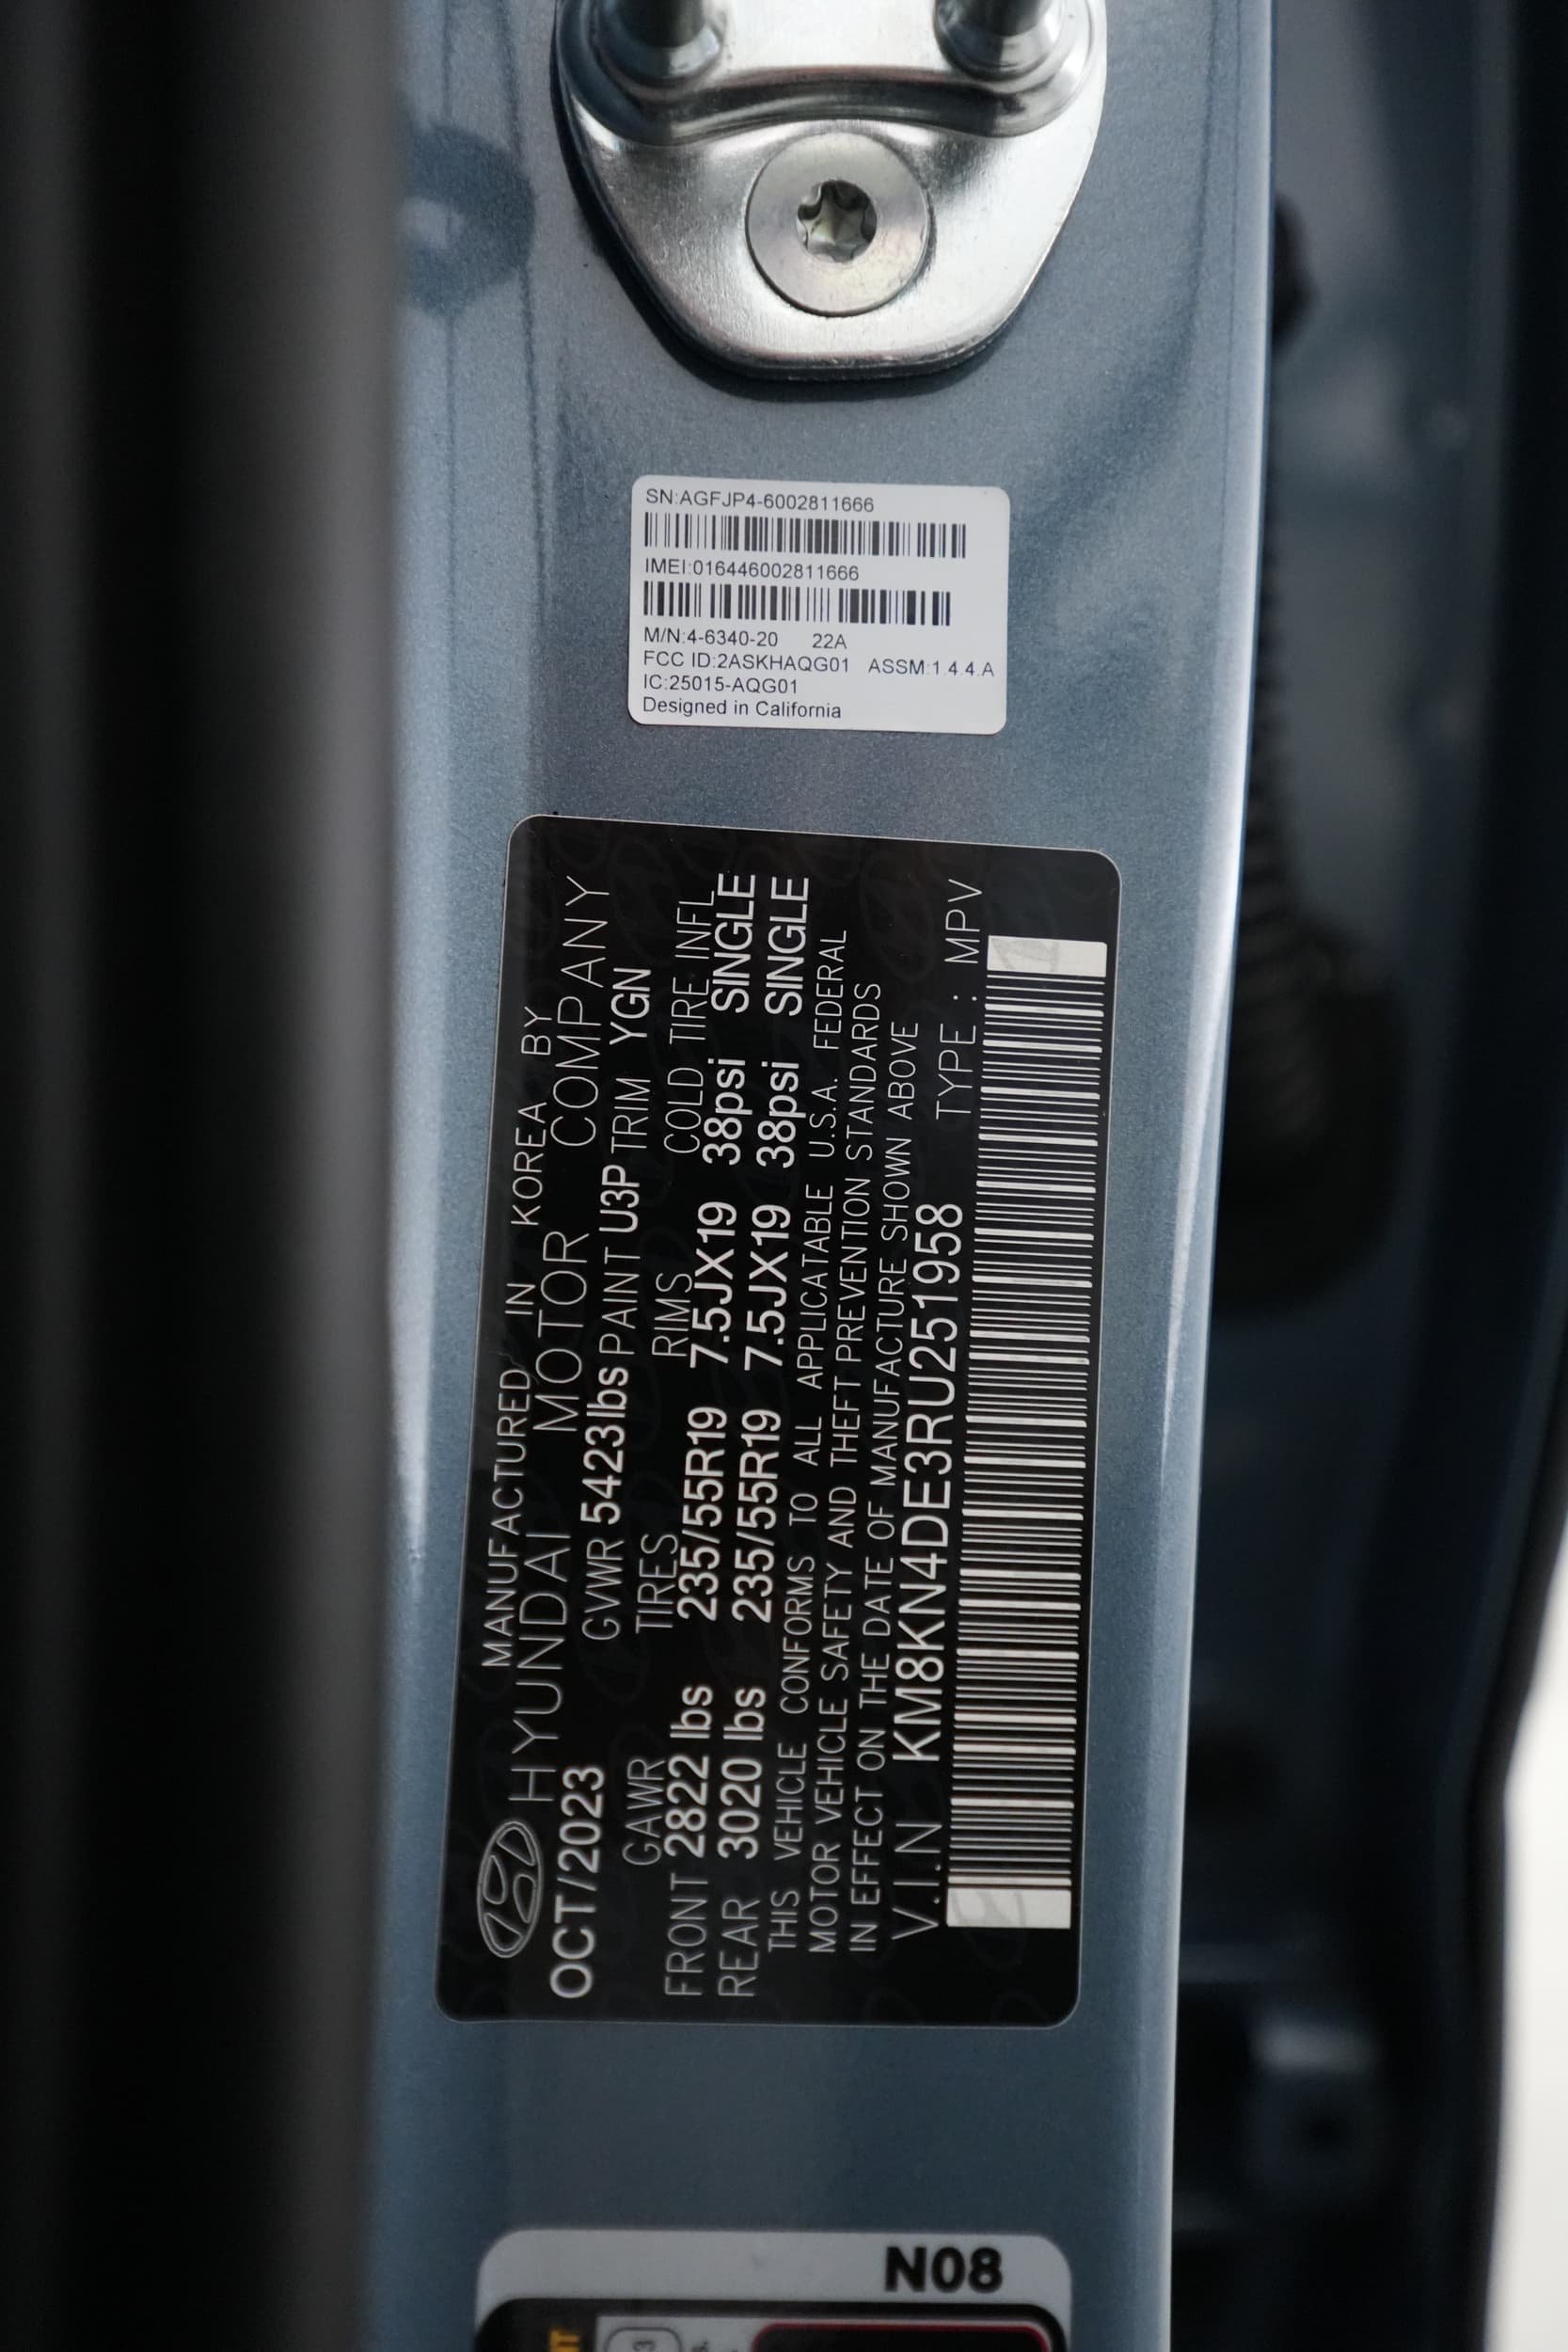 SN:AGFJP4-6002811666
IMEI:016446002811666
M/N:4-6340-20 22A
FCC ID:2ASKHAQG01 ASSM:1.4.4.A
IC:25015-AQG01
Designed in California
MANUFACTURED IN KOREA BY
HYUNDAI MOTOR COMPANY
OCT/2023 GVWR 5423lbs PAINT U3P TRIM YGN
GAWR TIRES RIMS COLD TIRE INFL
FRONT 2822 lbs 235/55R19 7.5JX19 38psi SINGLE
REAR 3020 lbs 235/55R19 7.5JX19 38psi SINGLE
THIS VEHICLE CONFORMS TO ALL APPLICATABLE U.S.A. FEDERAL
MOTOR VEHICLE SAFETY AND THEFT PREVENTION STANDARDS
IN EFFECT ON THE DATE OF MANUFACTURE SHOWN ABOVE
V.I.N KM8KN4DE3RU251958 TYPE : MPV
N08